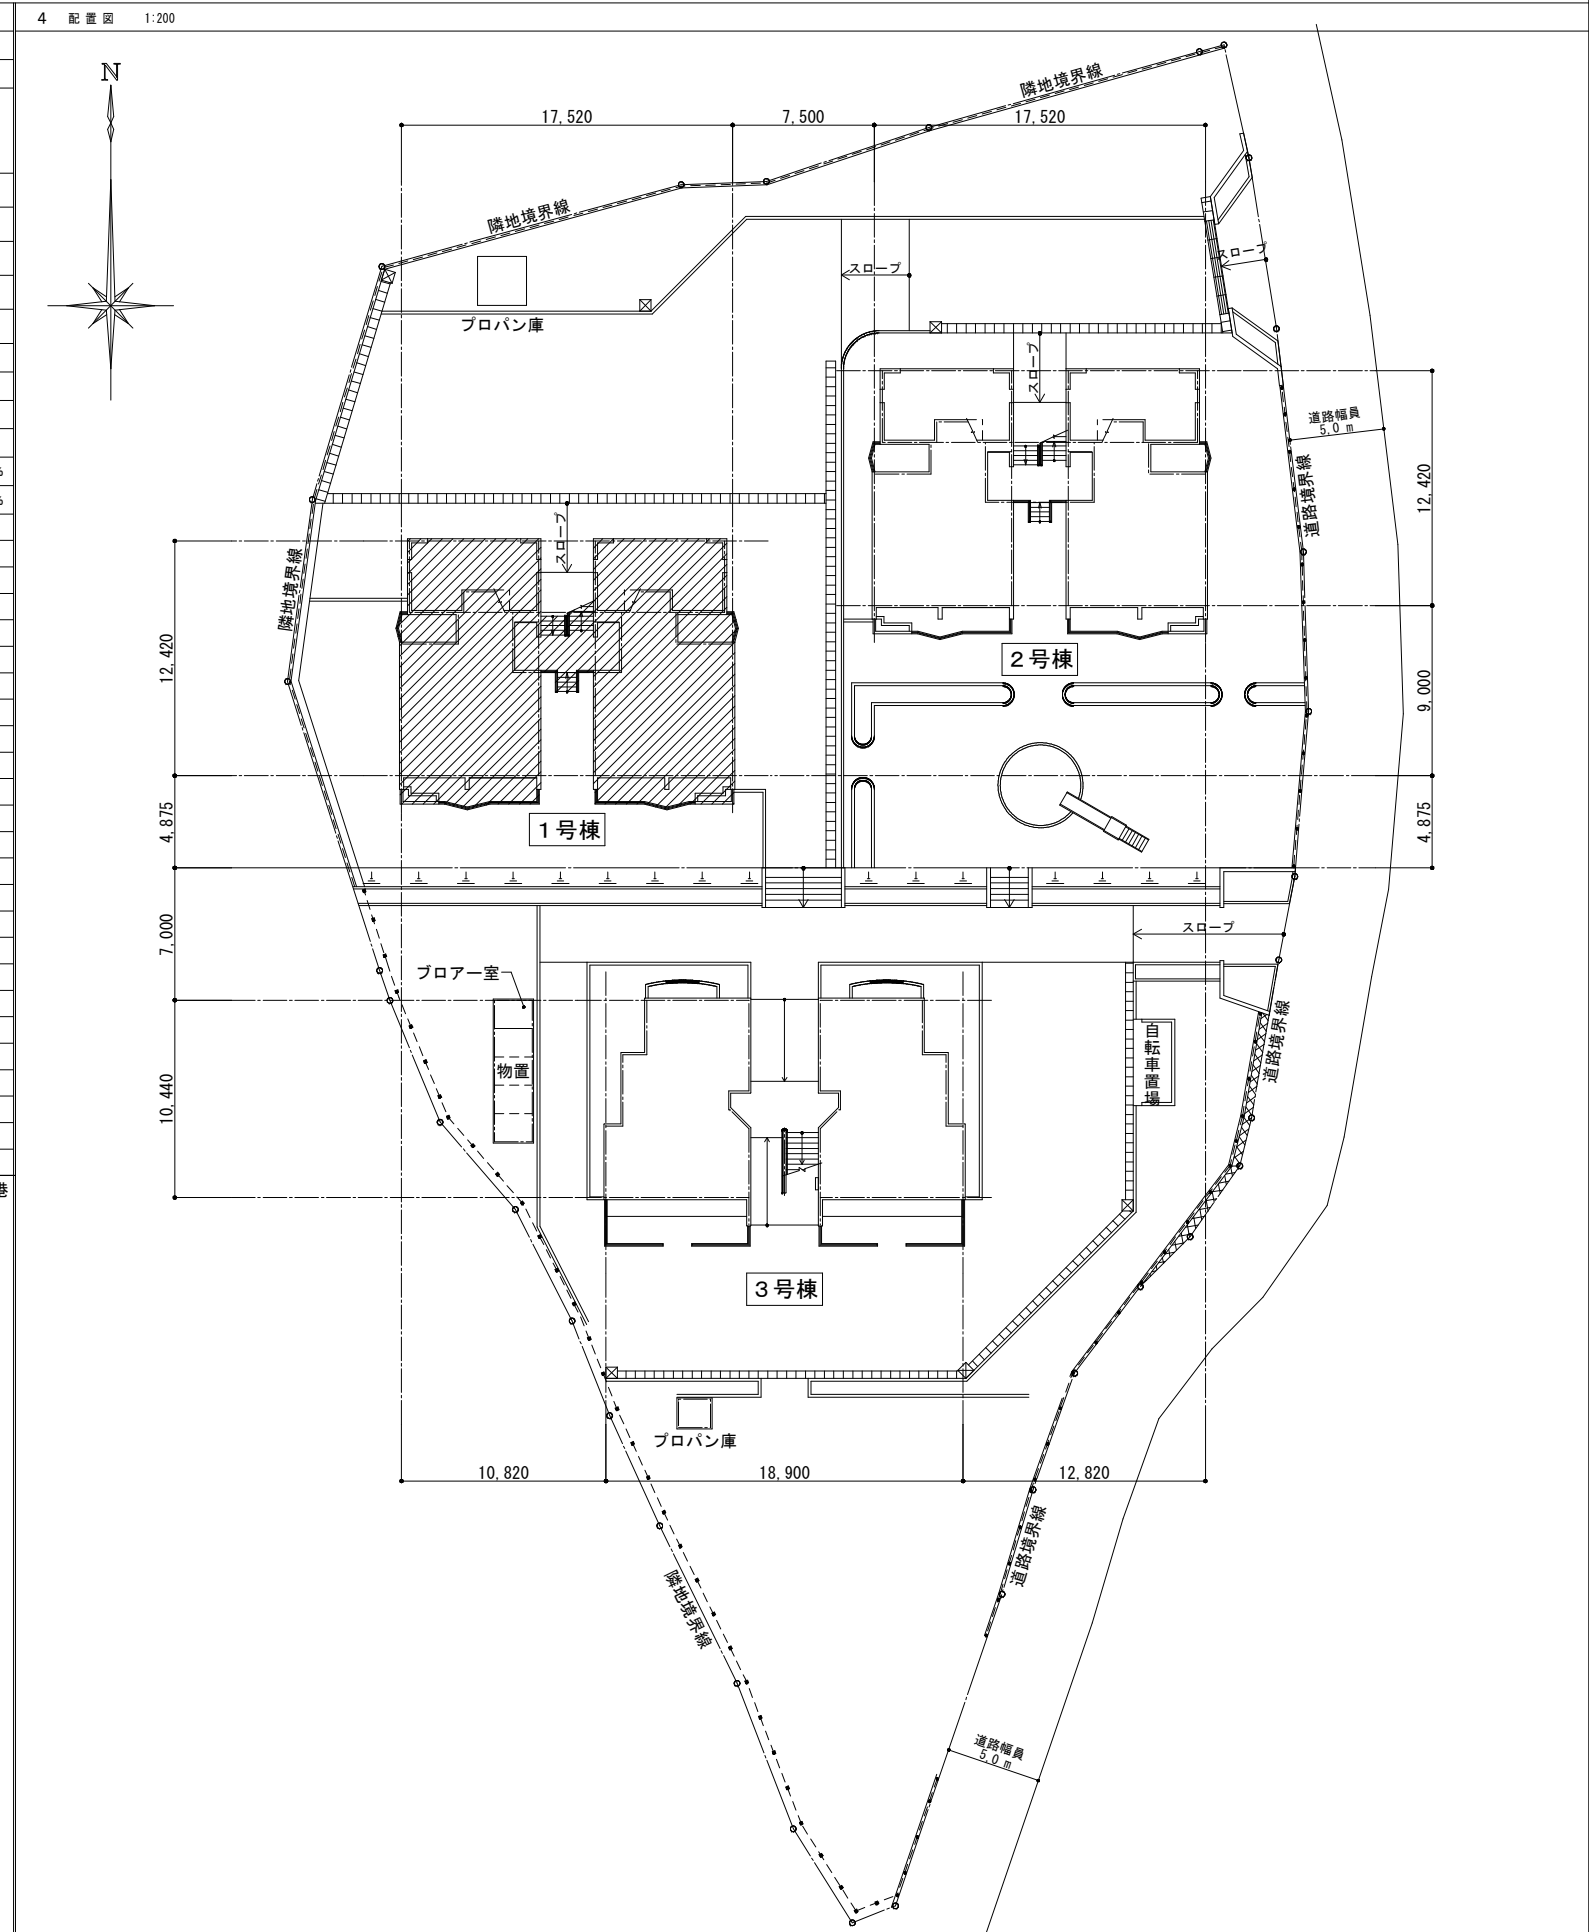 4 配置図 1:200
N
隣地境界線
17,520
7,500
17,520
隣地境界線
スロープ
スロープ
プロパン庫
スロープ
道路幅員
5.0 m
道路境界線
12,420
スロープ
隣地境界線
12,420
2号棟
9,000
4,875
1号棟
4,875
7,000
スロープ
ブロアー室
物置
自転車置場
道路境界線
10,440
3号棟
プロパン庫
10,820
18,900
12,820
道路境界線
隣地境界線
道路幅員
5.0 m